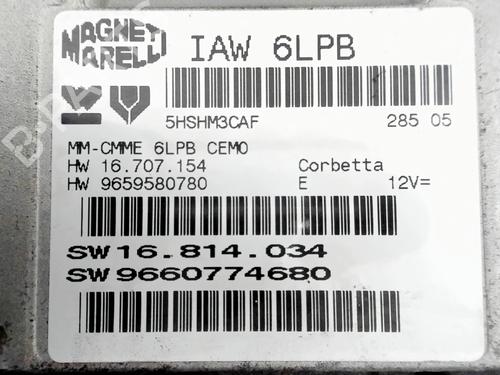 MAGNETI MARELLI
IAW 6LPB
5HSHM3CAF 285 05
MM-CMME 6LPB CEM0
HW 16.707.154 Corbetta
HW 9659580780 E 12V=
SW 16.814.034
SW 9660774680